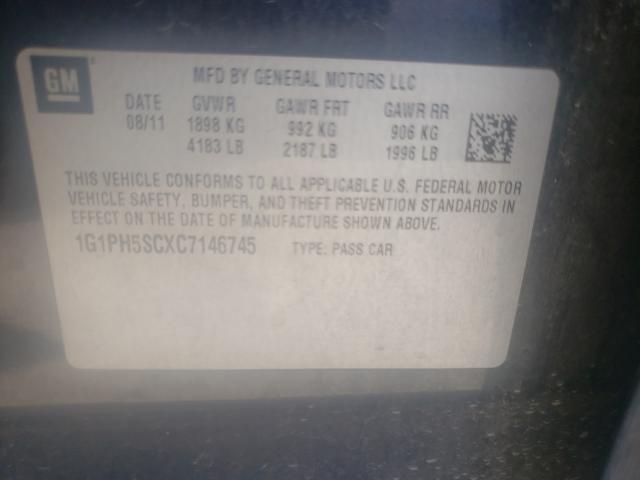 GM
MFD BY GENERAL MOTORS LLC
DATE GVWR GAWR FRT GAWR RR
08/11 1898 KG 992 KG 906 KG
4183 LB 2187 LB 1996 LB
THIS VEHICLE CONFORMS TO ALL APPLICABLE U.S. FEDERAL MOTOR
VEHICLE SAFETY, BUMPER, AND THEFT PREVENTION STANDARDS IN
EFFECT ON THE DATE OF MANUFACTURE SHOWN ABOVE.
1G1PH5SCXC7146745 TYPE: PASS CAR